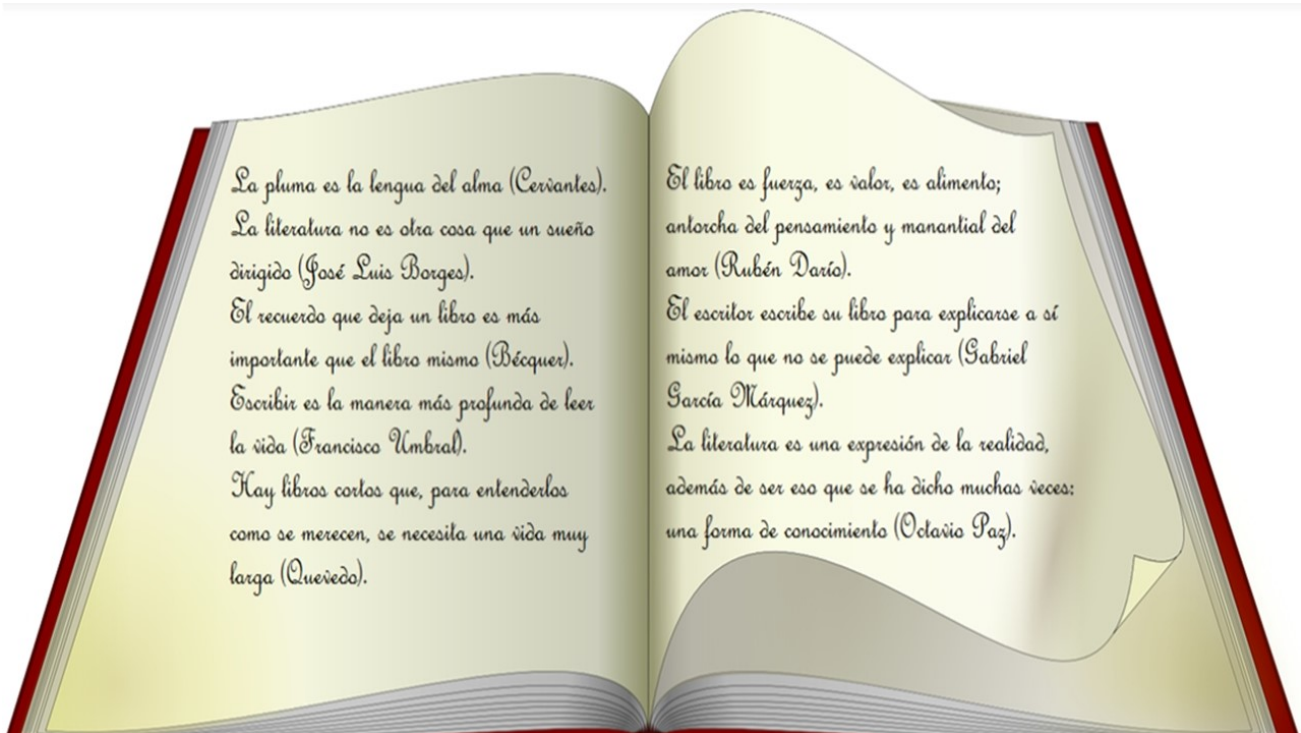 La pluma es la lengua del alma (Cervantes).
La literatura no es otra cosa que un sueño
dirigido (José Luis Borges).
El recuerdo que deja un libro es más
importante que el libro mismo (Bécquer).
Escribir es la manera más profunda de leer
la vida (Francisco Umbral).
Hay libros cortos que, para entenderlos
como se merecen, se necesita una vida muy
larga (Quevedo).
El libro es fuerza, es valor, es alimento;
antorcha del pensamiento y manantial del
amor (Rubén Darío).
El escritor escribe su libro para explicarse a sí
mismo lo que no se puede explicar (Gabriel
García Márquez).
La literatura es una expresión de la realidad,
además de ser eso que se ha dicho muchas veces:
una forma de conocimiento (Octavio Paz).